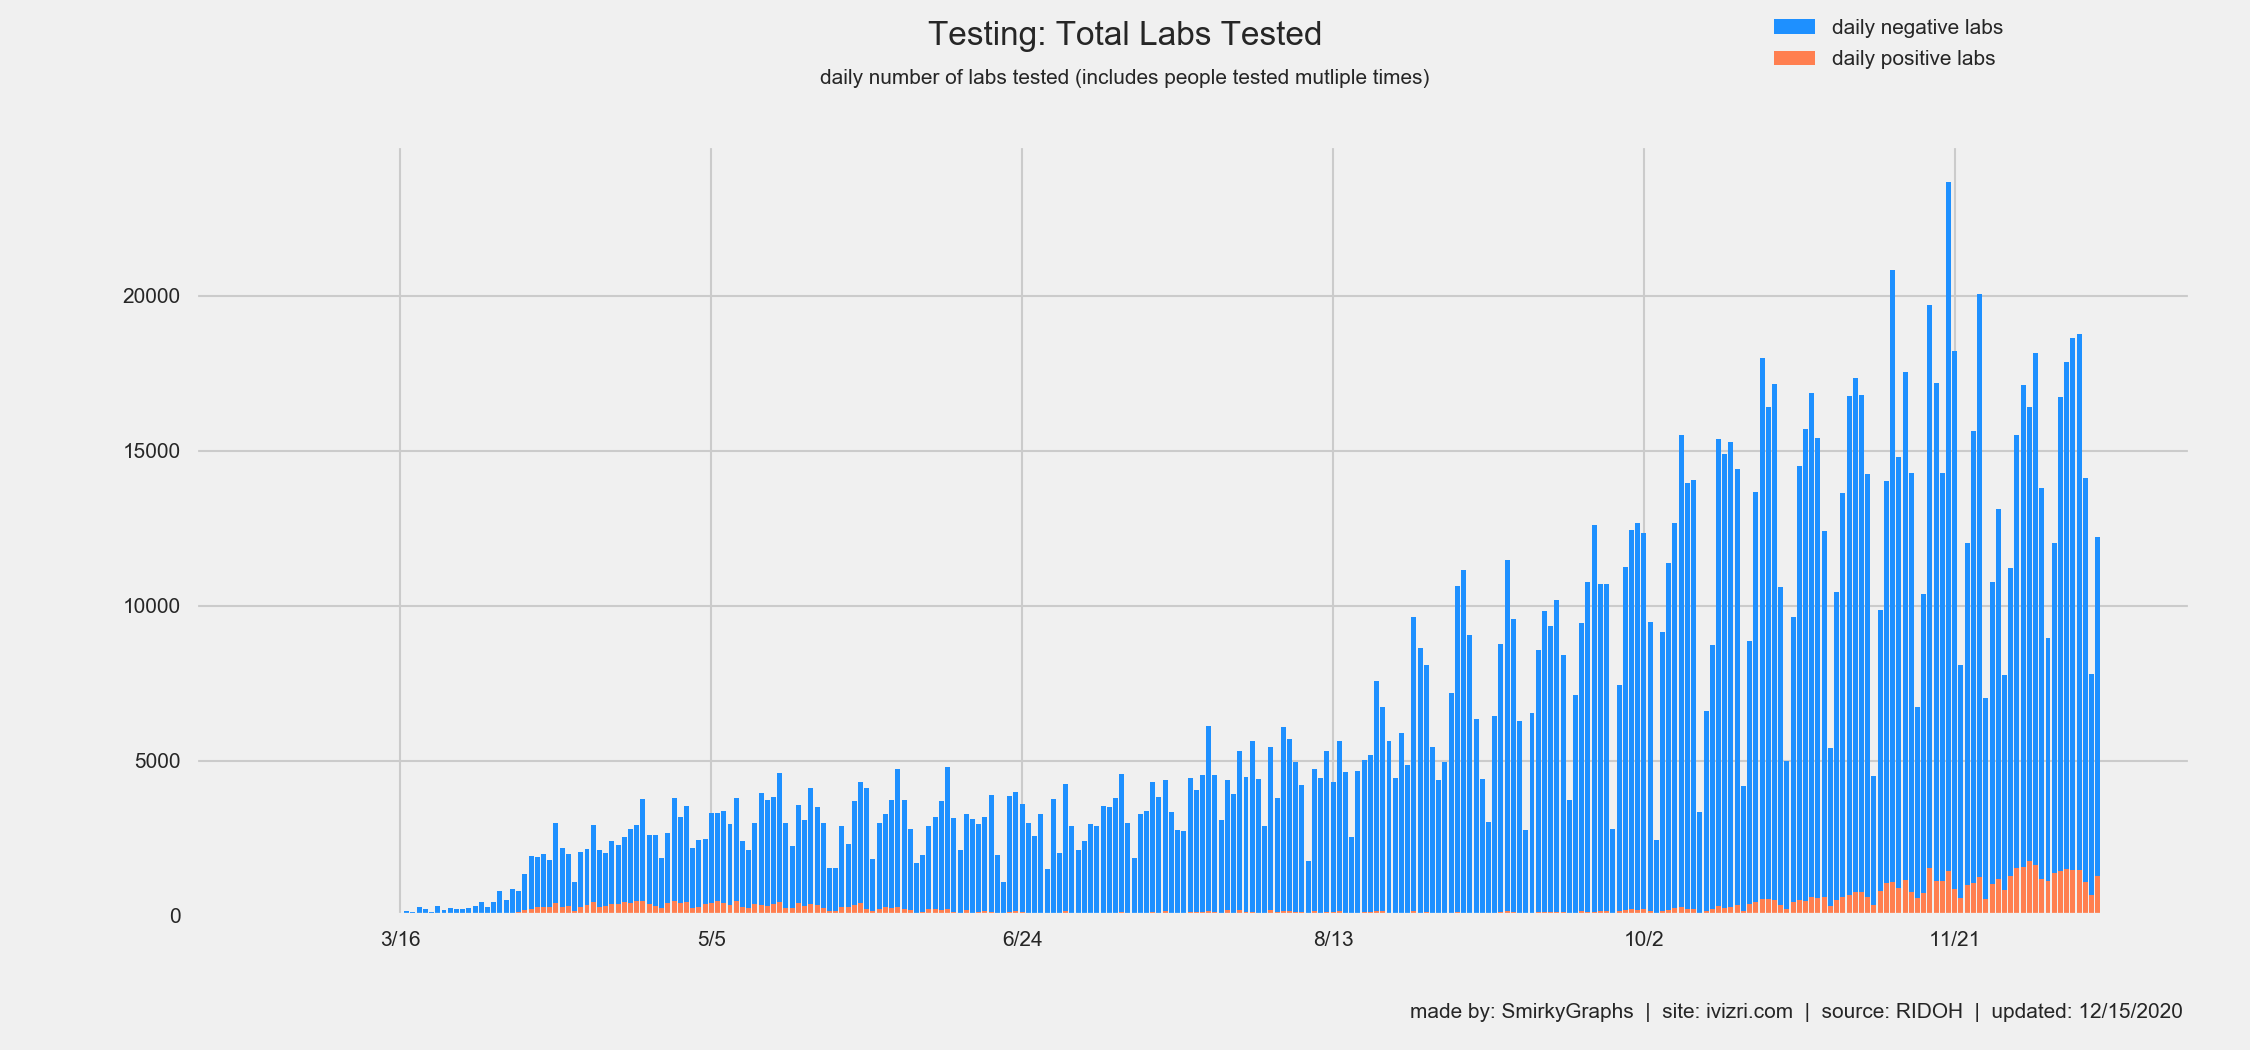 Testing: Total Labs Tested
daily number of labs tested (includes people tested mutliple times)
daily negative labs
daily positive labs
20000
15000
10000
5000
0
3/16 5/5 6/24 8/13 10/2 11/21
made by: SmirkyGraphs | site: ivizri.com | source: RIDOH | updated: 12/15/2020